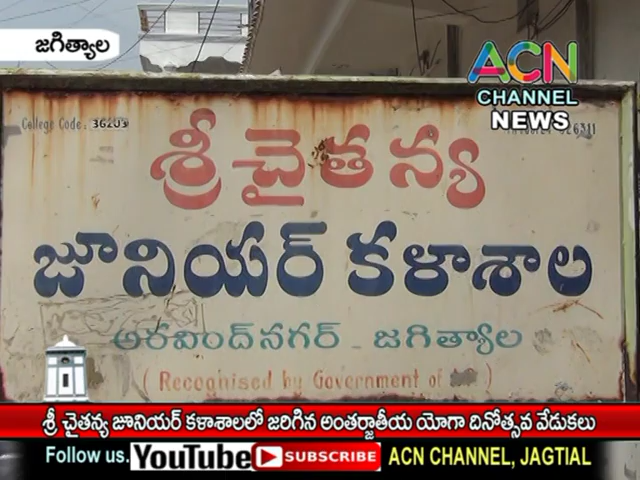 జగిత్యాల
ACN
CHANNEL
NEWS
College Code: 36203
శ్రీ చైతన్య
జూనియర్ కళాశాల
అరవింద్ నగర్ జగిత్యాల
( Recognised by Government of )
శ్రీ చైతన్య జూనియర్ కళాశాలలో జరిగిన అంతర్జాతీయ యోగా దినోత్సవ వేడుకలు
Follow us. YouTube SUBSCRIBE ACN CHANNEL, JAGTIAL